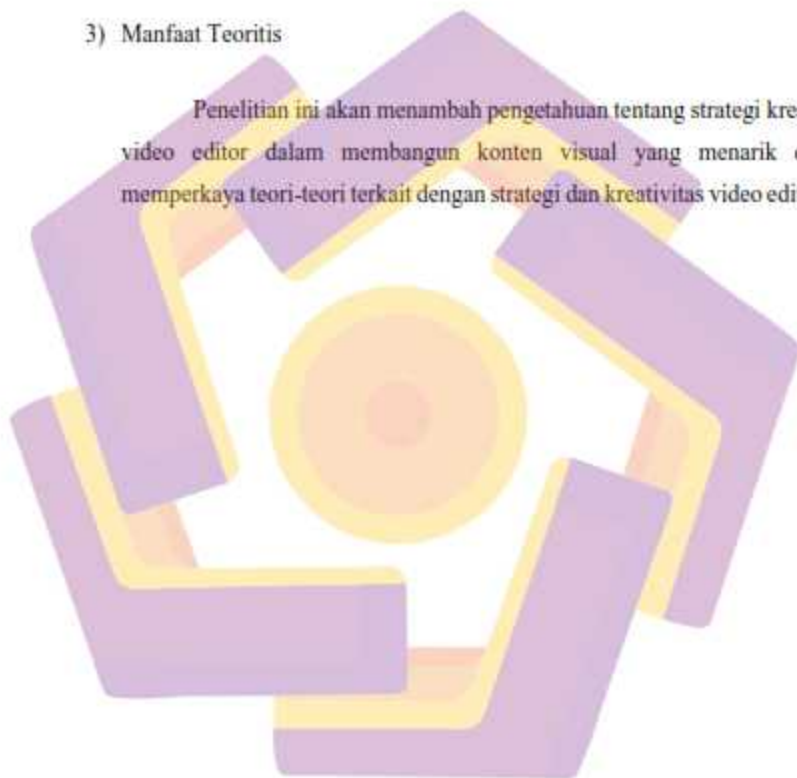 3) Manfaat Teoritis
Penelitian ini akan menambah pengetahuan tentang strategi kre
video editor dalam membangun konten visual yang menarik
memperkaya teori-teori terkait dengan strategi dan kreativitas video edi